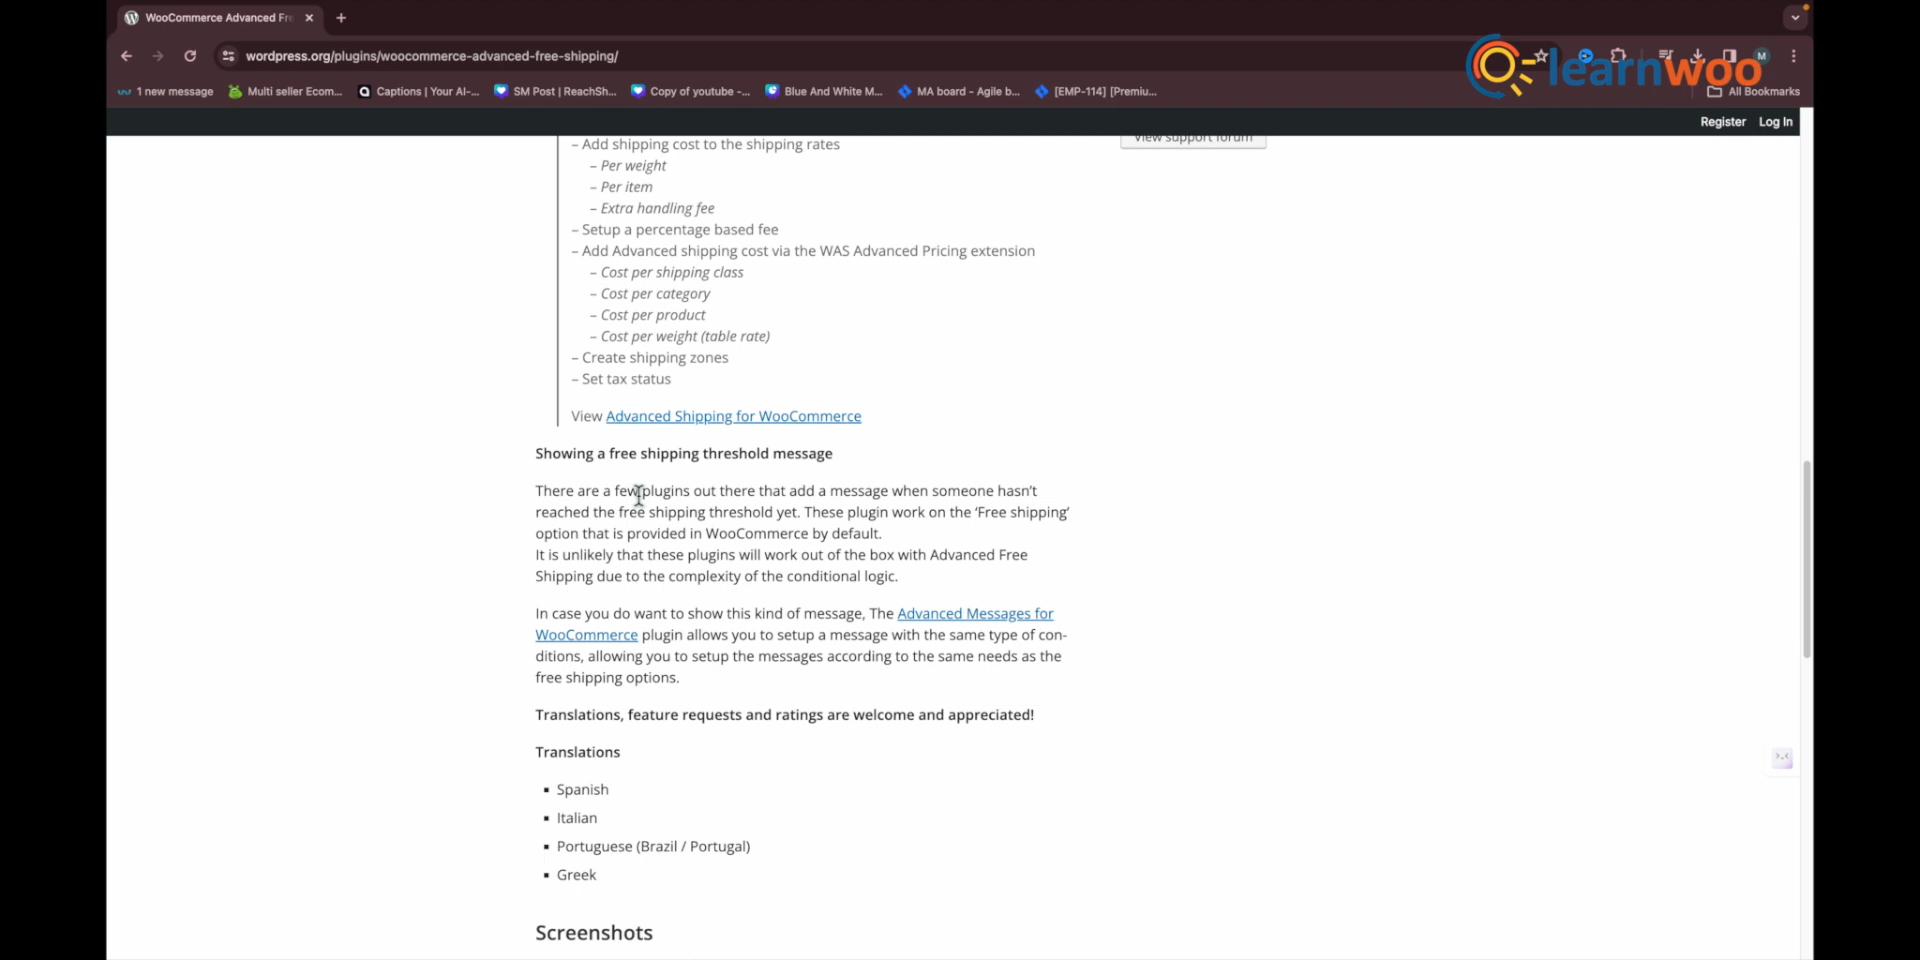 WooCommerce Advanced Fre
wordpress.org/plugins/woocommerce-advanced-free-shipping/
learnwoo
M
1 new message
Multi seller Ecom...
Captions | Your AI-...
SM Post | ReachSh...
Copy of youtube -...
Blue And White M...
MA board - Agile b...
[EMP-114] [Premiu...
All Bookmarks
Register Log In
View support forum
– Add shipping cost to the shipping rates
– Per weight
– Per item
– Extra handling fee
– Setup a percentage based fee
– Add Advanced shipping cost via the WAS Advanced Pricing extension
– Cost per shipping class
– Cost per category
– Cost per product
– Cost per weight (table rate)
– Create shipping zones
– Set tax status
View Advanced Shipping for WooCommerce
Showing a free shipping threshold message
There are a few plugins out there that add a message when someone hasn’t
reached the free shipping threshold yet. These plugin work on the ‘Free shipping’
option that is provided in WooCommerce by default.
It is unlikely that these plugins will work out of the box with Advanced Free
Shipping due to the complexity of the conditional logic.
In case you do want to show this kind of message, The Advanced Messages for
WooCommerce plugin allows you to setup a message with the same type of con-
ditions, allowing you to setup the messages according to the same needs as the
free shipping options.
Translations, feature requests and ratings are welcome and appreciated!
Translations
▪ Spanish
▪ Italian
▪ Portuguese (Brazil / Portugal)
▪ Greek
Screenshots